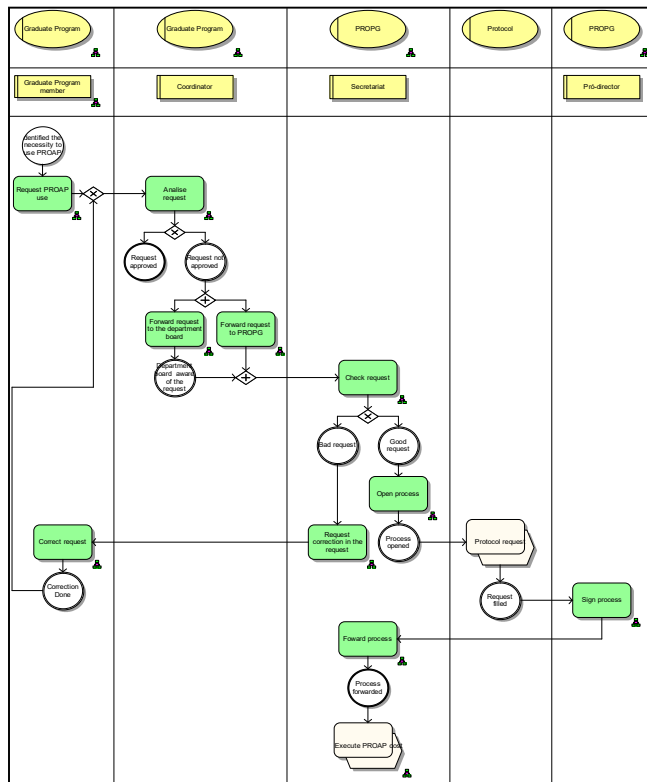 Graduate Program
Graduate Program
PROPG
Protocol
PROPG
Graduate Program
member
Coordinator
Secretariat
Pró-director
Identified the
necessity to
use PROAP
Request PROAP
use
Analise
request
Request
approved
Request not
approved
Forward request
to the department
board
Forward request
to PROPG
Department
board aware
of the
request
Check request
Bad request
Good
request
Open process
Correct request
Request
correction in the
request
Process
opened
Protocol request
Correction
Done
Request
filled
Sign process
Foward process
Process
forwarded
Execute PROAP cost